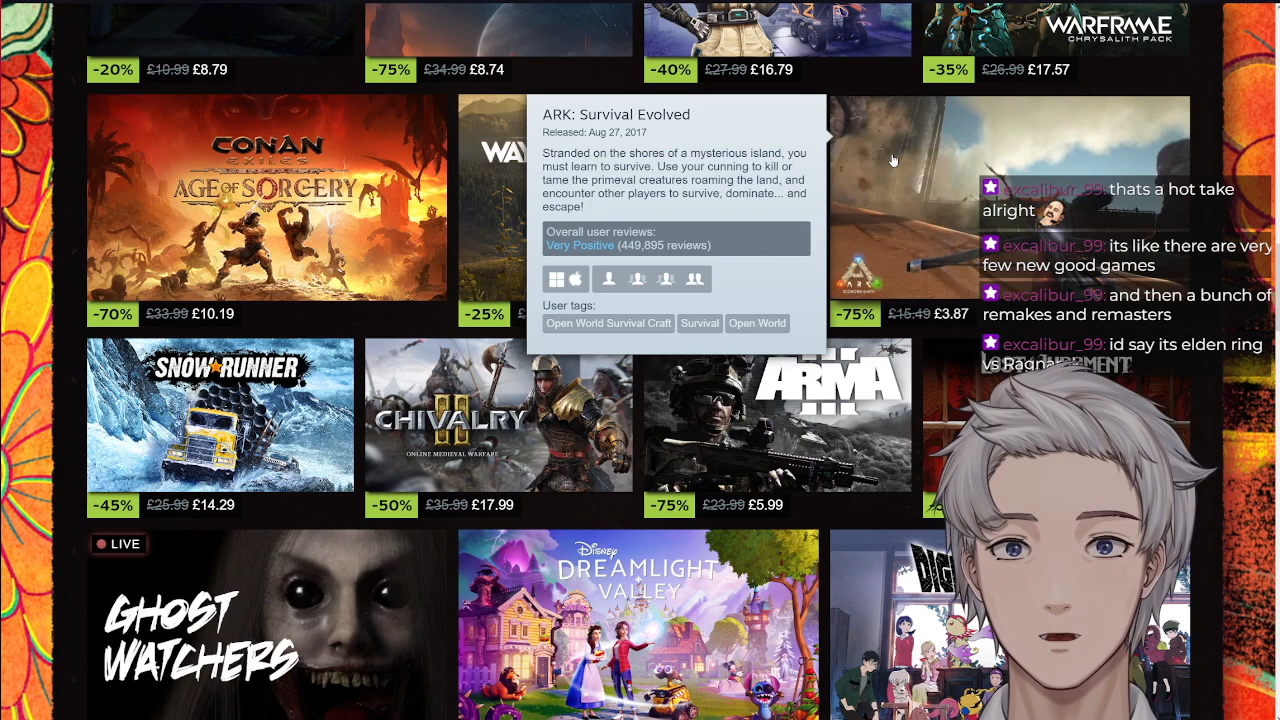 WARFRAME
CHRYSALITH PACK
-20% £10.99 £8.79
-75% £34.99 £8.74
-40% £27.99 £16.79
-35% £26.99 £17.57
CONAN
EXILES
AGE OF SORCERY
-70% £33.99 £10.19
WAY
-25%
ARK: Survival Evolved
Released: Aug 27, 2017
Stranded on the shores of a mysterious island, you
must learn to survive. Use your cunning to kill or
tame the primeval creatures roaming the land, and
encounter other players to survive, dominate... and
escape!
Overall user reviews:
Very Positive (449,895 reviews)
User tags:
Open World Survival Craft Survival Open World
ARK
-75% £15.49 £3.87
excalibur_99: thats a hot take
alright
excalibur_99: its like there are very
few new good games
excalibur_99: and then a bunch of
remakes and remasters
excalibur_99: id say its elden ring
vs Ragna
SNOWRUNNER
-45% £25.99 £14.29
CHIVALRY
II
ONLINE MEDIEVAL WARFARE
-50% £35.99 £17.99
ARMA
III
-75% £23.99 £5.99
LIVE
GHOST
WATCHERS
Disney
DREAMLIGHT
VALLEY
DIGI